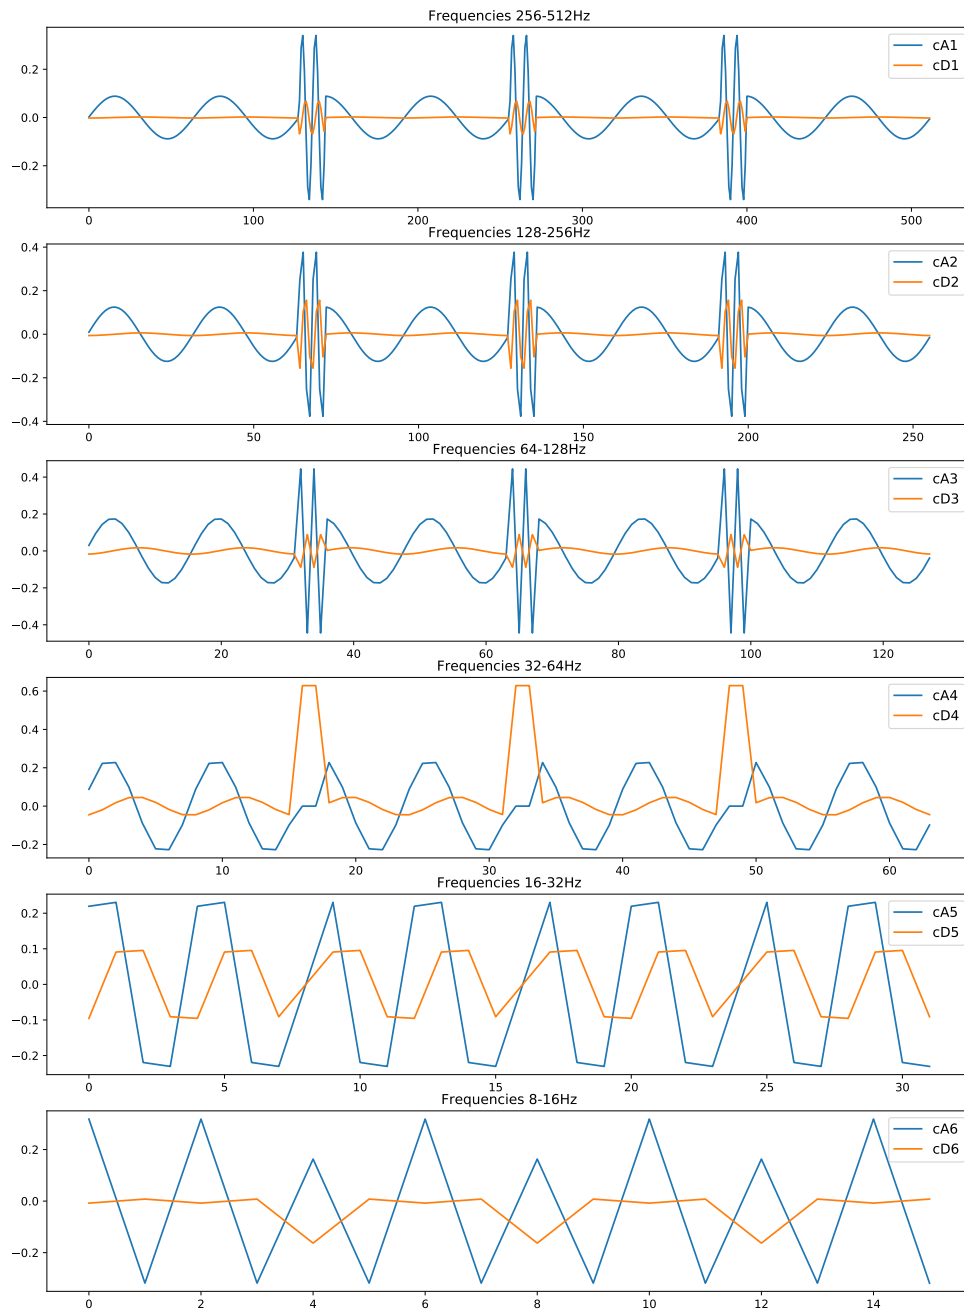 Frequencies 256-512Hz
cA1
cD1
0.2
0.0
−0.2
0 100 200 300 400 500
Frequencies 128-256Hz
cA2
cD2
0.4
0.2
0.0
−0.2
−0.4
0 50 100 150 200 250
Frequencies 64-128Hz
cA3
cD3
0.4
0.2
0.0
−0.2
−0.4
0 20 40 60 80 100 120
Frequencies 32-64Hz
cA4
cD4
0.6
0.4
0.2
0.0
−0.2
0 10 20 30 40 50 60
Frequencies 16-32Hz
cA5
cD5
0.2
0.1
0.0
−0.1
−0.2
0 5 10 15 20 25 30
Frequencies 8-16Hz
cA6
cD6
0.2
0.0
−0.2
0 2 4 6 8 10 12 14